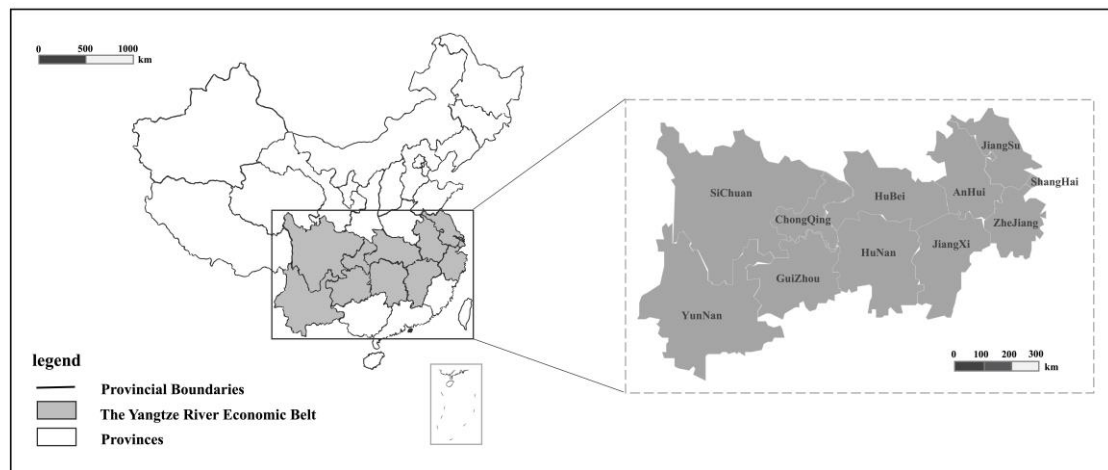 0 500 1000
km
legend
Provincial Boundaries
The Yangtze River Economic Belt
Provinces
JiangSu
ShangHai
SiChuan
HuBei
AnHui
ChongQing
ZheJiang
JiangXi
HuNan
GuiZhou
YunNan
0 100 200 300
km